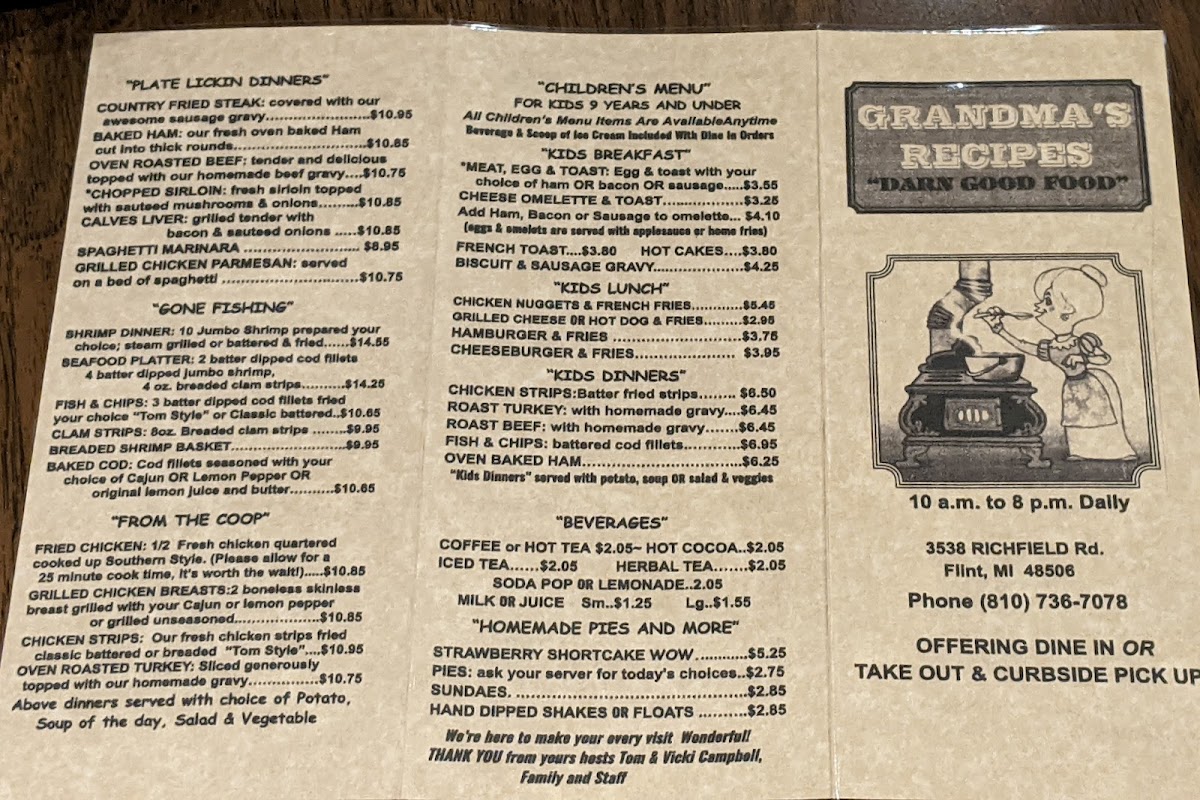 "PLATE LICKIN DINNERS"
COUNTRY FRIED STEAK: covered with our
awesome sausage gravy........................$10.95
BAKED HAM: our fresh oven baked Ham
cut into thick rounds..............................$10.85
OVEN ROASTED BEEF: tender and delicious
topped with our homemade beef gravy....$10.75
*CHOPPED SIRLOIN: fresh sirloin topped
with sauteed mushrooms & onions.........$10.85
CALVES LIVER: grilled tender with
bacon & sauteed onions .....$10.85
SPAGHETTI MARINARA .......................... $8.95
GRILLED CHICKEN PARMESAN: served
on a bed of spaghetti ..............................$10.75
"GONE FISHING"
SHRIMP DINNER: 10 Jumbo Shrimp prepared your
choice; steam grilled or battered & fried......$14.55
SEAFOOD PLATTER: 2 batter dipped cod fillets
4 batter dipped jumbo shrimp,
4 oz. breaded clam strips..........$14.25
FISH & CHIPS: 3 batter dipped cod fillets fried
your choice "Tom Style" or Classic battered..$10.65
CLAM STRIPS: 8oz. Breaded clam strips ........$9.95
BREADED SHRIMP BASKET..........................$9.95
BAKED COD: Cod fillets seasoned with your
choice of Cajun OR Lemon Pepper OR
original lemon juice and butter..........$10.65
"FROM THE COOP"
FRIED CHICKEN: 1/2 Fresh chicken quartered
cooked up Southern Style. (Please allow for a
25 minute cook time, it's worth the wait!).....$10.85
GRILLED CHICKEN BREASTS:2 boneless skinless
breast grilled with your Cajun or lemon pepper
or grilled unseasoned....................$10.85
CHICKEN STRIPS: Our fresh chicken strips fried
classic battered or breaded "Tom Style"....$10.95
OVEN ROASTED TURKEY: Sliced generously
topped with our homemade gravy...............$10.75
Above dinners served with choice of Potato,
Soup of the day, Salad & Vegetable
"CHILDREN'S MENU"
FOR KIDS 9 YEARS AND UNDER
All Children's Menu Items Are AvailableAnytime
Beverage & Scoop of Ice Cream Included With Dine In Orders
"KIDS BREAKFAST"
*MEAT, EGG & TOAST: Egg & toast with your
choice of ham OR bacon OR sausage.....$3.55
CHEESE OMELETTE & TOAST.................$3.25
Add Ham, Bacon or Sausage to omelette... $4.10
(eggs & omelets are served with applesauce or home fries)
FRENCH TOAST....$3.80 HOT CAKES....$3.80
BISCUIT & SAUSAGE GRAVY....................$4.25
"KIDS LUNCH"
CHICKEN NUGGETS & FRENCH FRIES............$5.45
GRILLED CHEESE OR HOT DOG & FRIES.........$2.95
HAMBURGER & FRIES ..........................$3.75
CHEESEBURGER & FRIES..................... $3.95
"KIDS DINNERS"
CHICKEN STRIPS:Batter fried strips........ $6.50
ROAST TURKEY: with homemade gravy....$6.45
ROAST BEEF: with homemade gravy.......$6.45
FISH & CHIPS: battered cod fillets............$6.95
OVEN BAKED HAM.................................$6.25
"Kids Dinners" served with potato, soup OR salad & veggies
"BEVERAGES"
COFFEE or HOT TEA $2.05~ HOT COCOA..$2.05
ICED TEA......$2.05 HERBAL TEA.......$2.05
SODA POP OR LEMONADE..2.05
MILK OR JUICE Sm..$1.25 Lg..$1.55
"HOMEMADE PIES AND MORE"
STRAWBERRY SHORTCAKE WOW...........$5.25
PIES: ask your server for today's choices..$2.75
SUNDAES. ................................................$2.85
HAND DIPPED SHAKES OR FLOATS ..........$2.85
We're here to make your every visit Wonderful!
THANK YOU from yours hosts Tom & Vicki Campbell,
Family and Staff
GRANDMA'S
RECIPES
"DARN GOOD FOOD"
10 a.m. to 8 p.m. Daily
3538 RICHFIELD Rd.
Flint, MI 48506
Phone (810) 736-7078
OFFERING DINE IN OR
TAKE OUT & CURBSIDE PICK UP